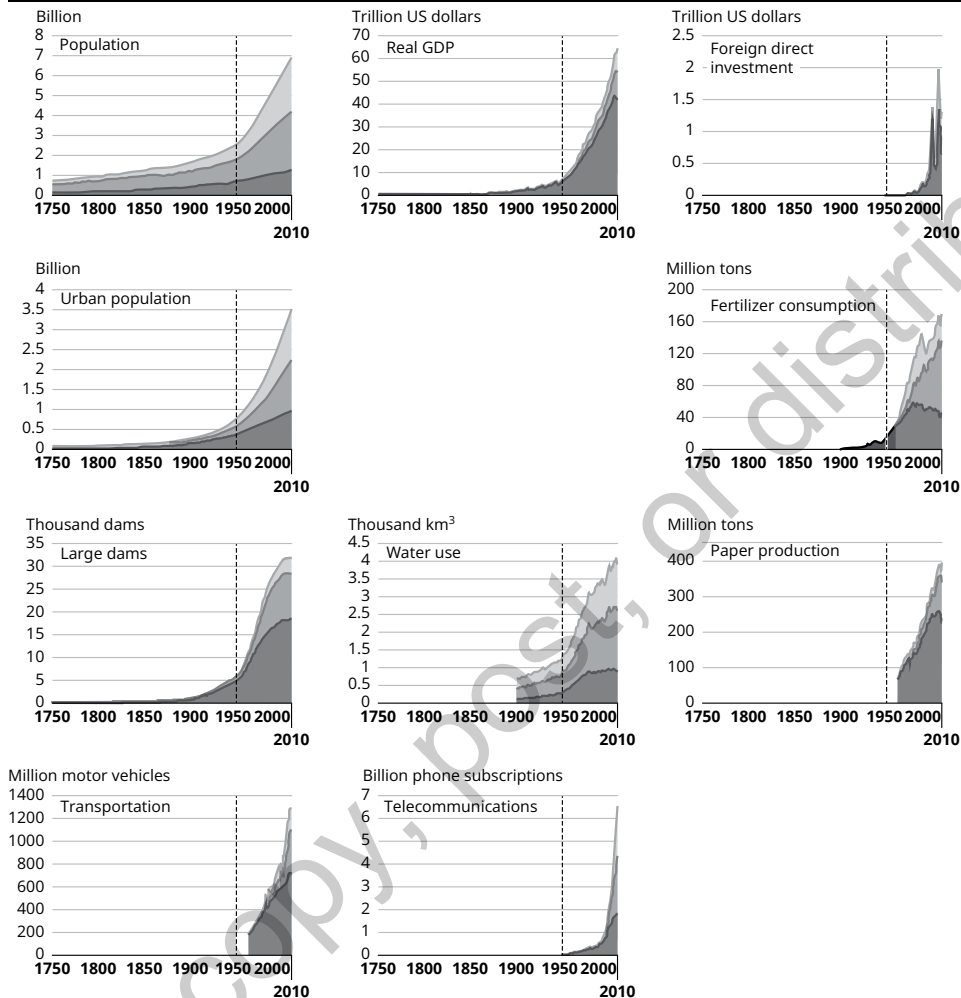 Billion
Population
8
7
6
5
4
3
2
1
0
1750 1800 1850 1900 1950 2000
2010
Trillion US dollars
Real GDP
70
60
50
40
30
20
10
0
1750 1800 1850 1900 1950 2000
2010
Trillion US dollars
Foreign direct
investment
2.5
2
1.5
1
0.5
0
1750 1800 1850 1900 1950 2000
2010
Billion
Urban population
4
3.5
3
2.5
2
1.5
1
0.5
0
1750 1800 1850 1900 1950 2000
2010
Million tons
Fertilizer consumption
200
160
120
80
40
0
1750 1800 1850 1900 1950 2000
2010
Thousand dams
Large dams
35
30
25
20
15
10
5
0
1750 1800 1850 1900 1950 2000
2010
Thousand km³
Water use
4.5
4
3.5
3
2.5
2
1.5
1
0.5
0
1750 1800 1850 1900 1950 2000
2010
Million tons
Paper production
400
300
200
100
0
1750 1800 1850 1900 1950 2000
2010
Million motor vehicles
Transportation
1400
1200
1000
800
600
400
200
0
1750 1800 1850 1900 1950 2000
2010
Billion phone subscriptions
Telecommunications
7
6
5
4
3
2
1
0
1750 1800 1850 1900 1950 2000
2010
copy, post, or distrib